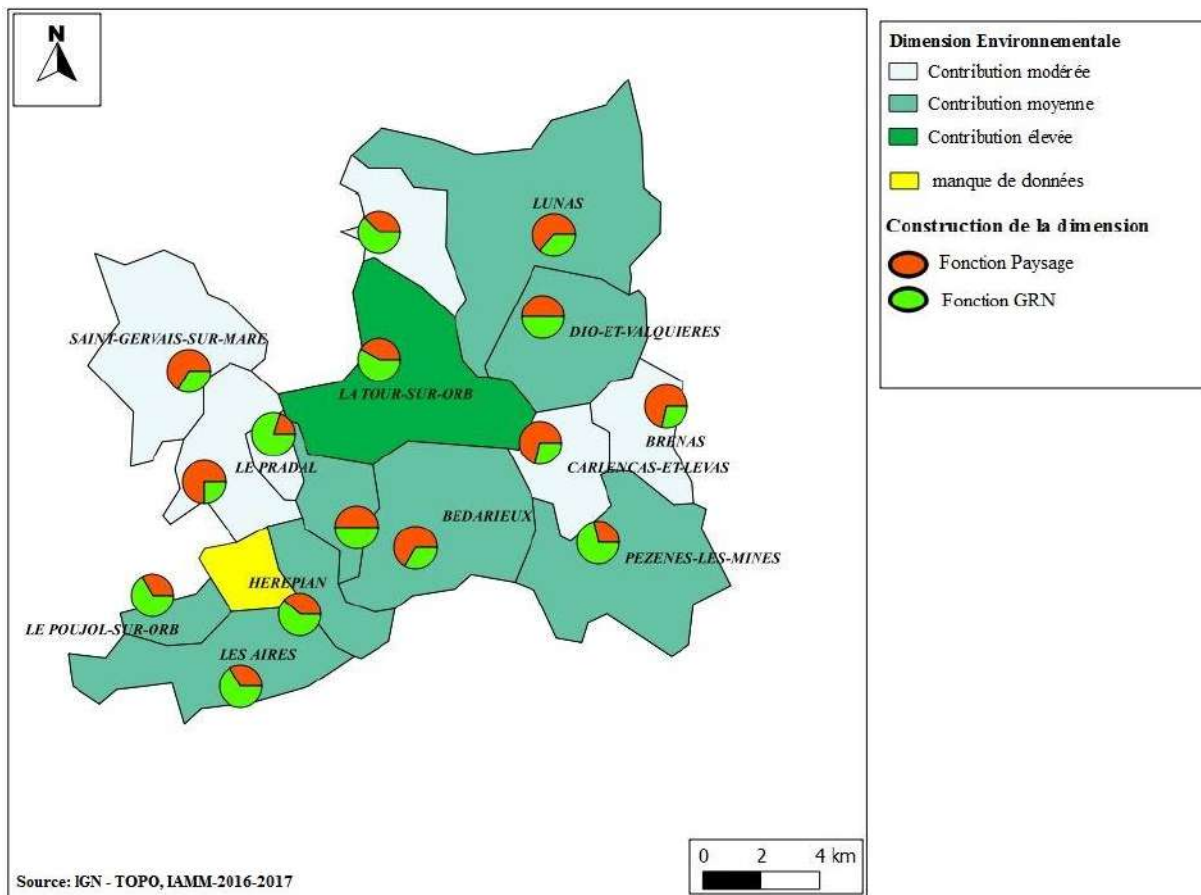 N
LUNAS
DIO-ET-VALQUIERES
SAINT-GERVAIS-SUR-MARE
LA TOUR-SUR-ORB
LE PRADAL
BRENAS
CARLENCAS-ET-LEVAS
BEDARIEUX
PEZENES-LES-MINES
HEREPIAN
LE POUJOL-SUR-ORB
LES AIRES
0 2 4 km
Source: IGN - TOPO, IAMM-2016-2017
Dimension Environnementale
Contribution modérée
Contribution moyenne
Contribution élevée
manque de données
Construction de la dimension
Fonction Paysage
Fonction GRN